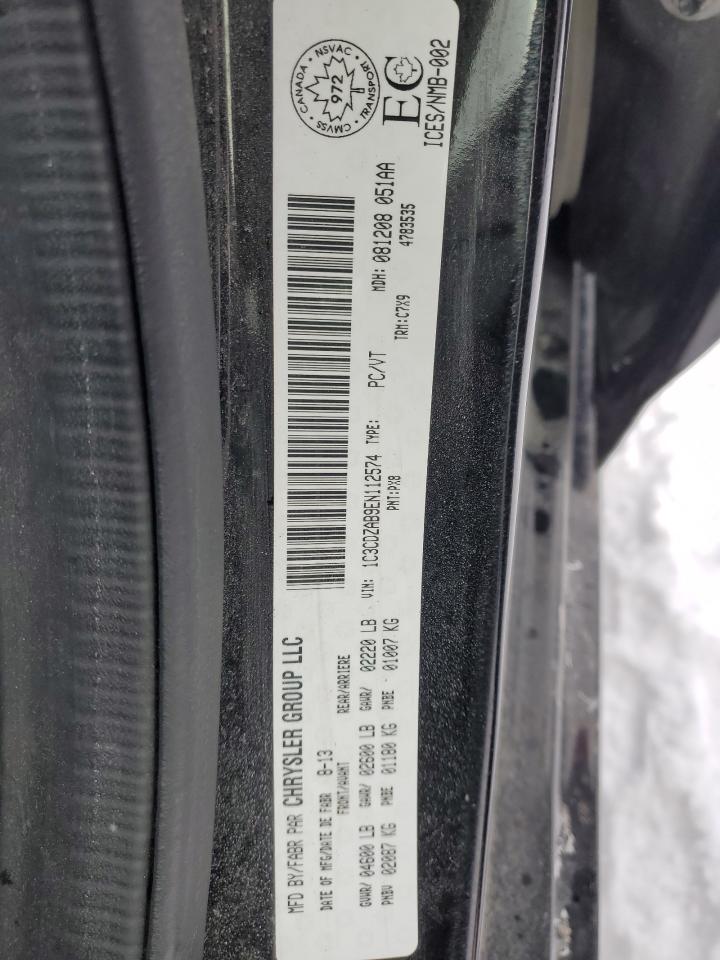 MFD BY/FABR PAR CHRYSLER GROUP LLC
DATE OF MFG/DATE DE FABR 8-13
FRONT/AVANT REAR/ARRIERE
GVWR/ 04600 LB GAWR/ 02600 LB GAWR/ 02220 LB
PNBV 02087 KG PNBE 01180 KG PNBE 01007 KG
VIN: 1C3CDZAB9EN112574 TYPE: PC/VT MDH: 081208 051AA
PNT:PX8 TRM:C7X9 4783535
CANADA · NSVAC · TRANSPORT · CMVSS
972
EC
ICES/NMB-002